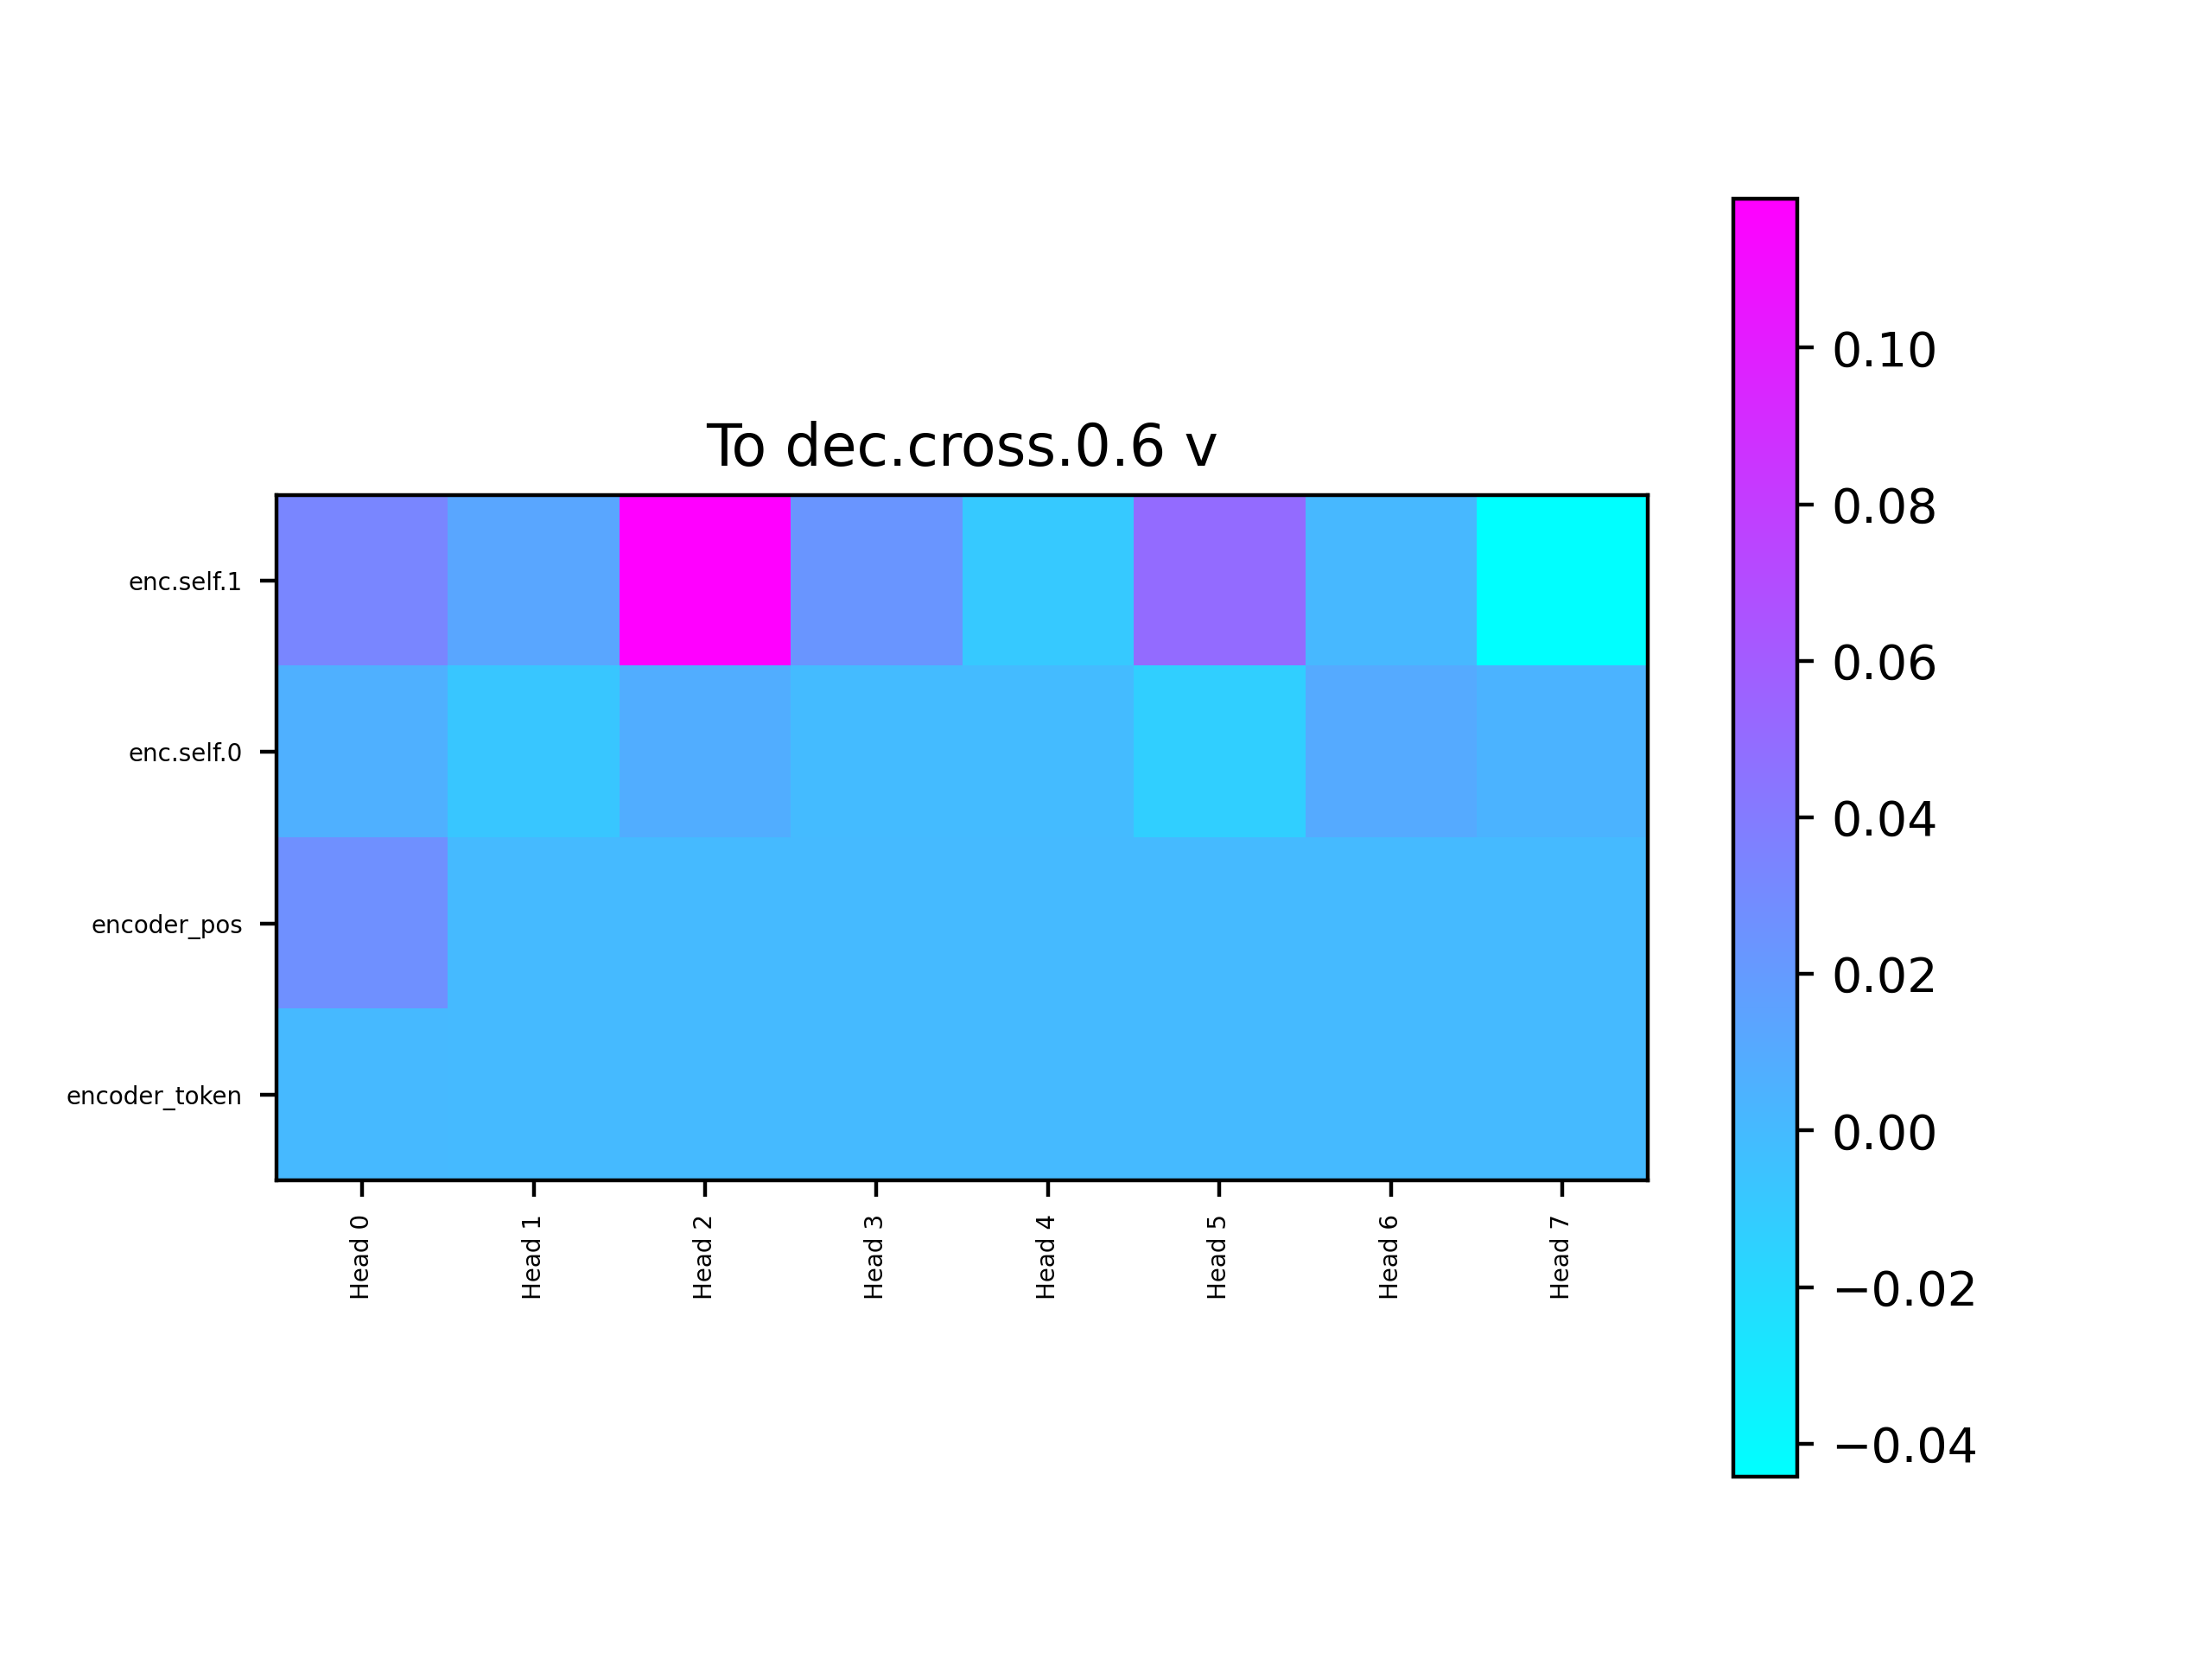 To dec.cross.0.6 v
enc.self.1
enc.self.0
encoder_pos
encoder_token
Head 0
Head 1
Head 2
Head 3
Head 4
Head 5
Head 6
Head 7
0.10
0.08
0.06
0.04
0.02
0.00
−0.02
−0.04